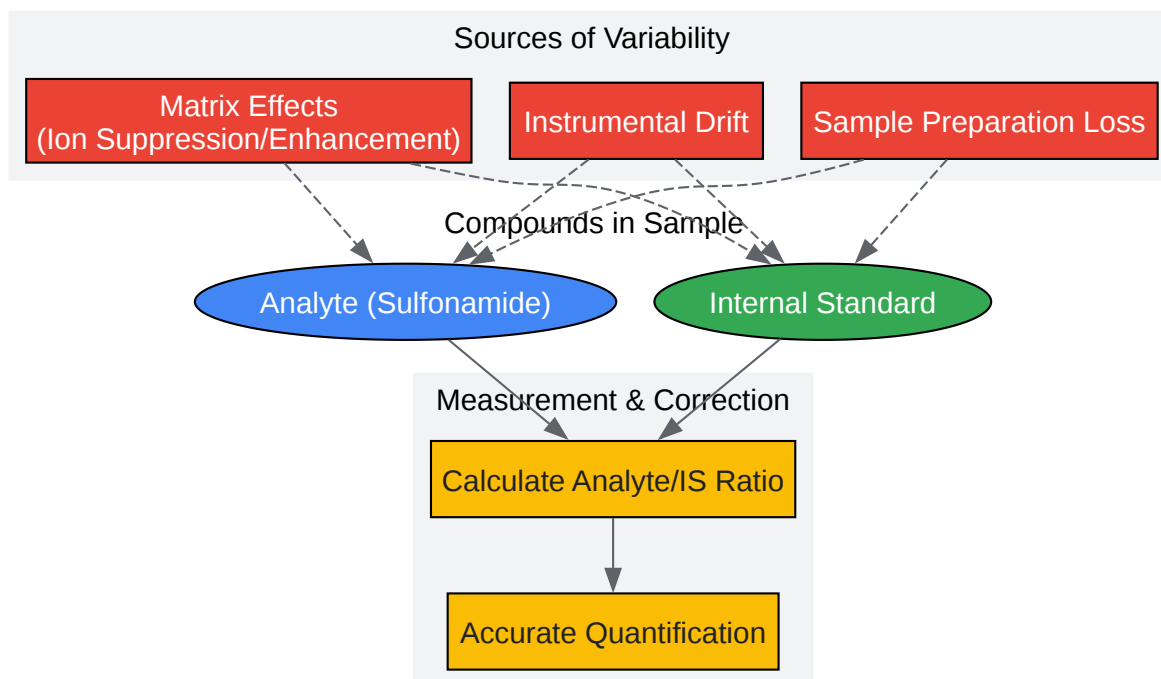 Sources of Variability
Matrix Effects
(Ion Suppression/Enhancement)
Instrumental Drift
Sample Preparation Loss
Compounds in Sample
Analyte (Sulfonamide)
Internal Standard
Measurement & Correction
Calculate Analyte/IS Ratio
Accurate Quantification